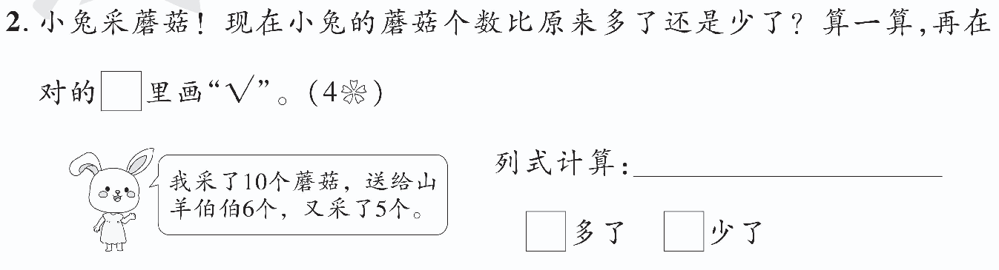 2. 小兔采蘑菇！现在小兔的蘑菇个数比原来多了还是少了？算一算,再在
对的□里画“√”。(4❀)
我采了10个蘑菇，送给山
羊伯伯6个，又采了5个。
列式计算:
□多了 □少了